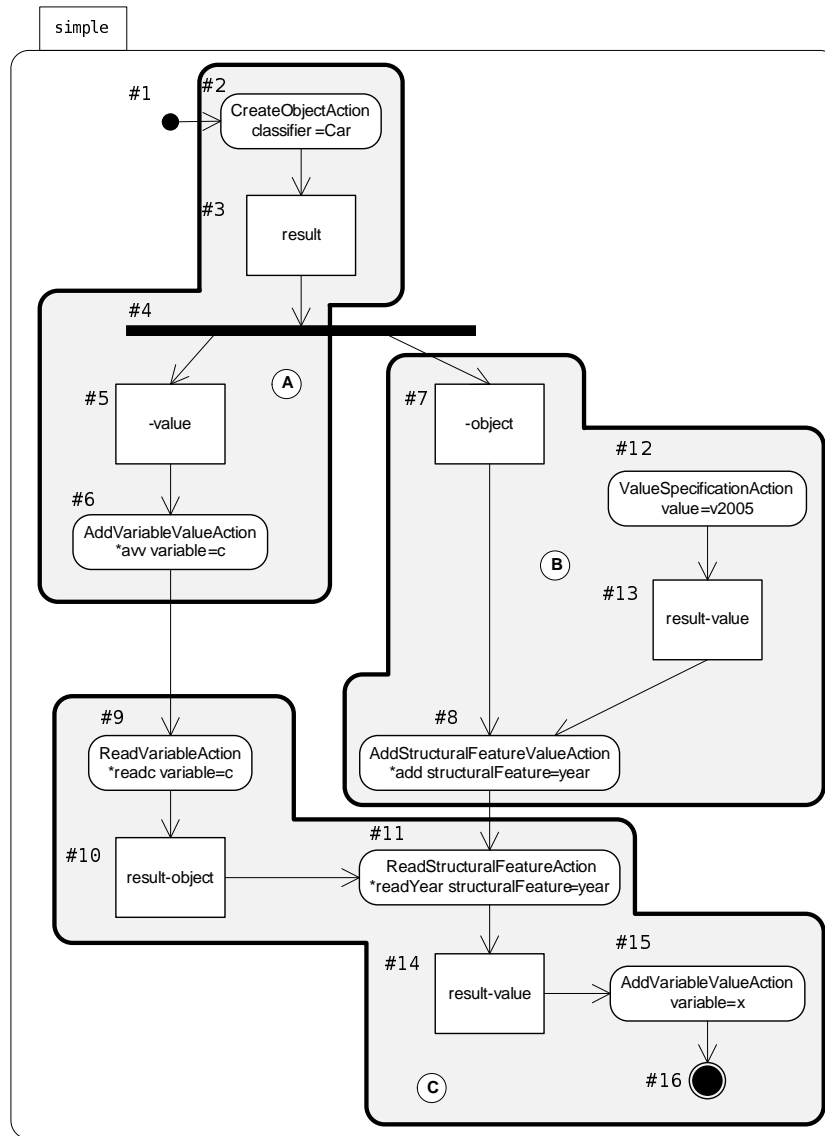 simple
#1
#2
CreateObjectAction
classifier =Car
#3
result
#4
A
#5
-value
#7
-object
#6
AddVariableValueAction
*avv variable=c
#12
ValueSpecificationAction
value=v2005
B
#13
result-value
#9
ReadVariableAction
*readc variable=c
#8
AddStructuralFeatureValueAction
*add structuralFeature=year
#10
result-object
#11
ReadStructuralFeatureAction
*readYear structuralFeature=year
#14
result-value
#15
AddVariableValueAction
variable=x
C
#16